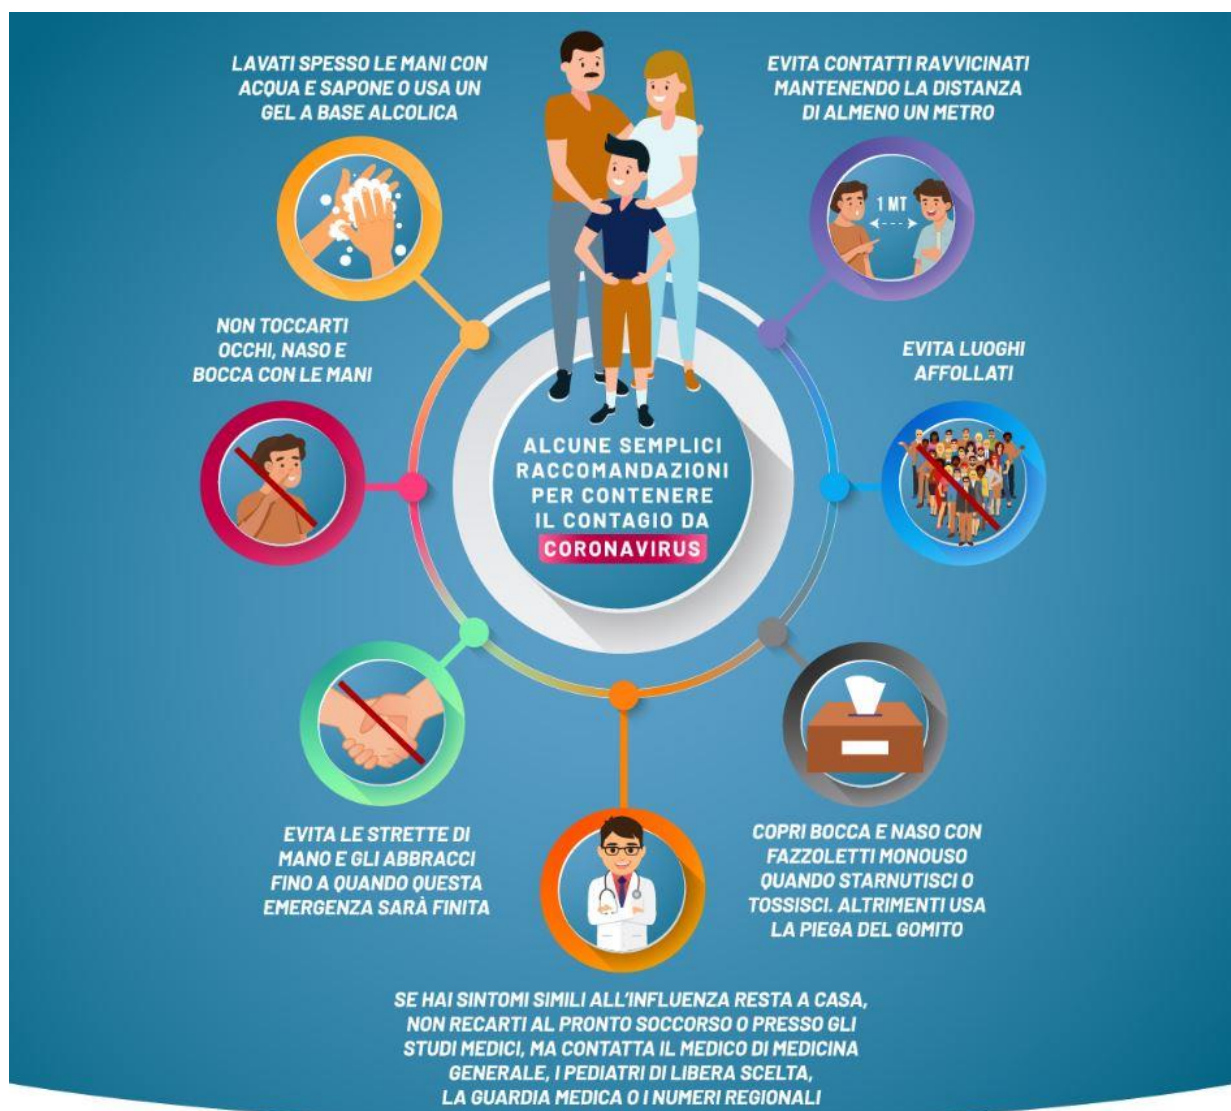 LAVATI SPESSO LE MANI CON
ACQUA E SAPONE O USA UN
GEL A BASE ALCOLICA
EVITA CONTATTI RAVVICINATI
MANTENENDO LA DISTANZA
DI ALMENO UN METRO
1 MT
NON TOCCARTI
OCCHI, NASO E
BOCCA CON LE MANI
EVITA LUOGHI
AFFOLLATI
ALCUNE SEMPLICI
RACCOMANDAZIONI
PER CONTENERE
IL CONTAGIO DA
CORONAVIRUS
EVITA LE STRETTE DI
MANO E GLI ABBRACCI
FINO A QUANDO QUESTA
EMERGENZA SARÀ FINITA
COPRI BOCCA E NASO CON
FAZZOLETTI MONOUSO
QUANDO STARNUTISCI O
TOSSISCI. ALTRIMENTI USA
LA PIEGA DEL GOMITO
SE HAI SINTOMI SIMILI ALL'INFLUENZA RESTA A CASA,
NON RECARTI AL PRONTO SOCCORSO O PRESSO GLI
STUDI MEDICI, MA CONTATTA IL MEDICO DI MEDICINA
GENERALE, I PEDIATRI DI LIBERA SCELTA,
LA GUARDIA MEDICA O I NUMERI REGIONALI